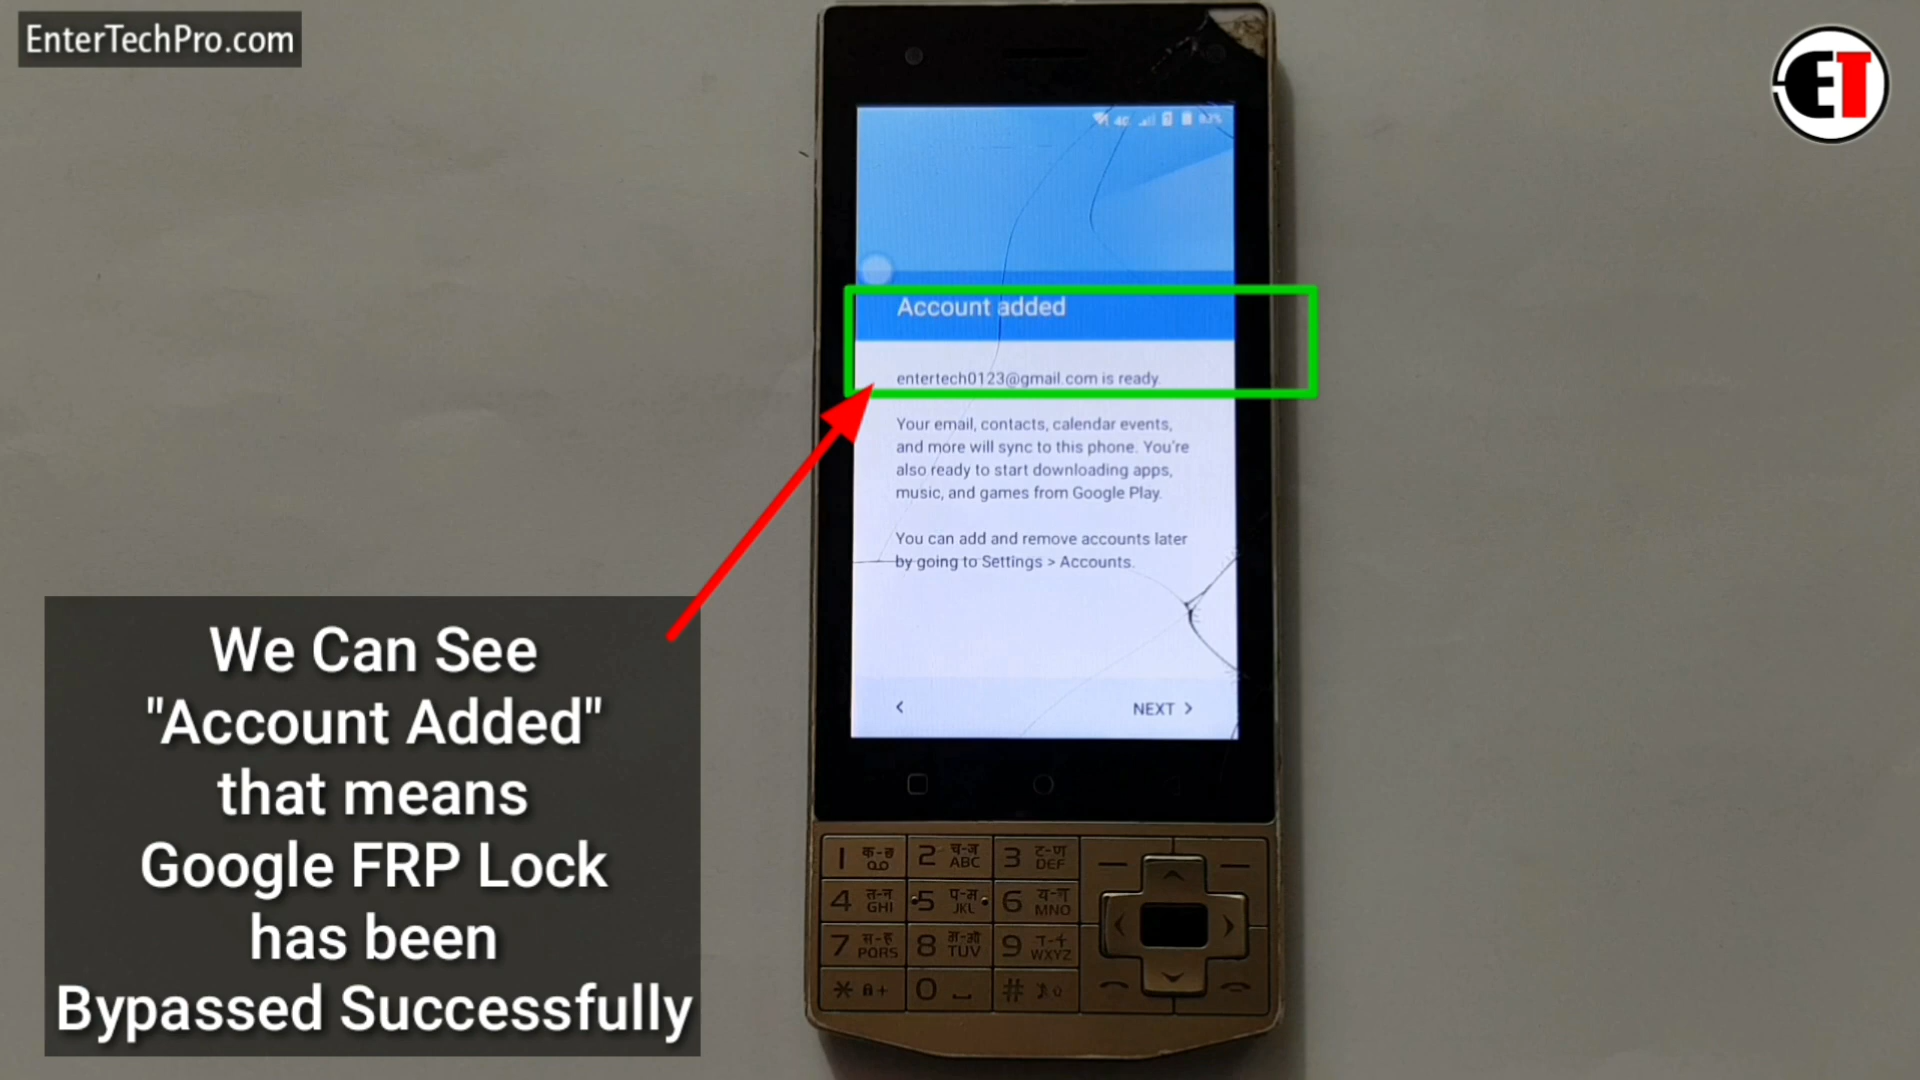 EnterTechPro.com
ET
4G 83%
Account added
entertech0123@gmail.com is ready.
Your email, contacts, calendar events,
and more will sync to this phone. You're
also ready to start downloading apps,
music, and games from Google Play.
You can add and remove accounts later
by going to Settings > Accounts.
NEXT >
We Can See
"Account Added"
that means
Google FRP Lock
has been
Bypassed Successfully
1 क-छ 2 च-ञ ABC 3 ट-ण DEF
4 त-न GHI 5 प-म JKL 6 य-व MNO
7 स-ह PQRS 8 अ-ओ TUV 9 WXYZ
* + 0 #